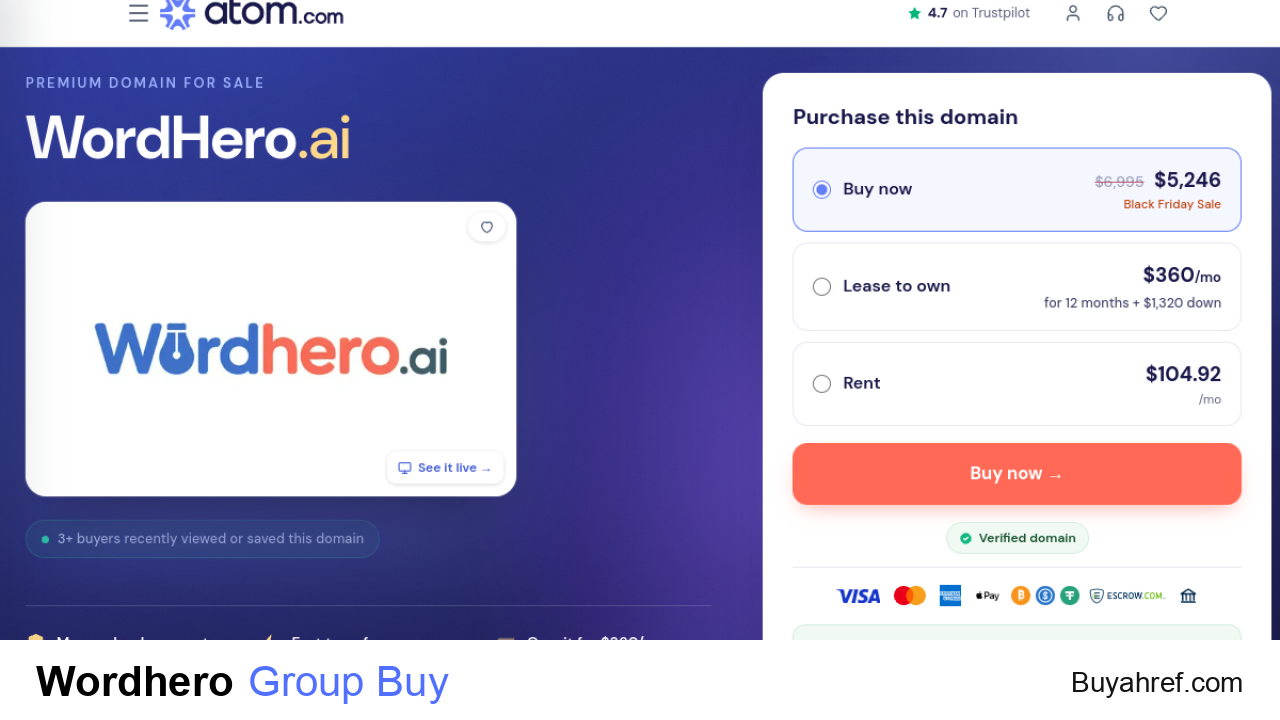 atom.com
4.7 on Trustpilot
PREMIUM DOMAIN FOR SALE
WordHero.ai
Wordhero.ai
See it live →
3+ buyers recently viewed or saved this domain
Purchase this domain
Buy now
$6,995 $5,246
Black Friday Sale
Lease to own
$360/mo
for 12 months + $1,320 down
Rent
$104.92
/mo
Buy now →
Verified domain
VISA
AMERICAN EXPRESS
Pay
ESCROW.COM
Wordhero Group Buy
Buyahref.com